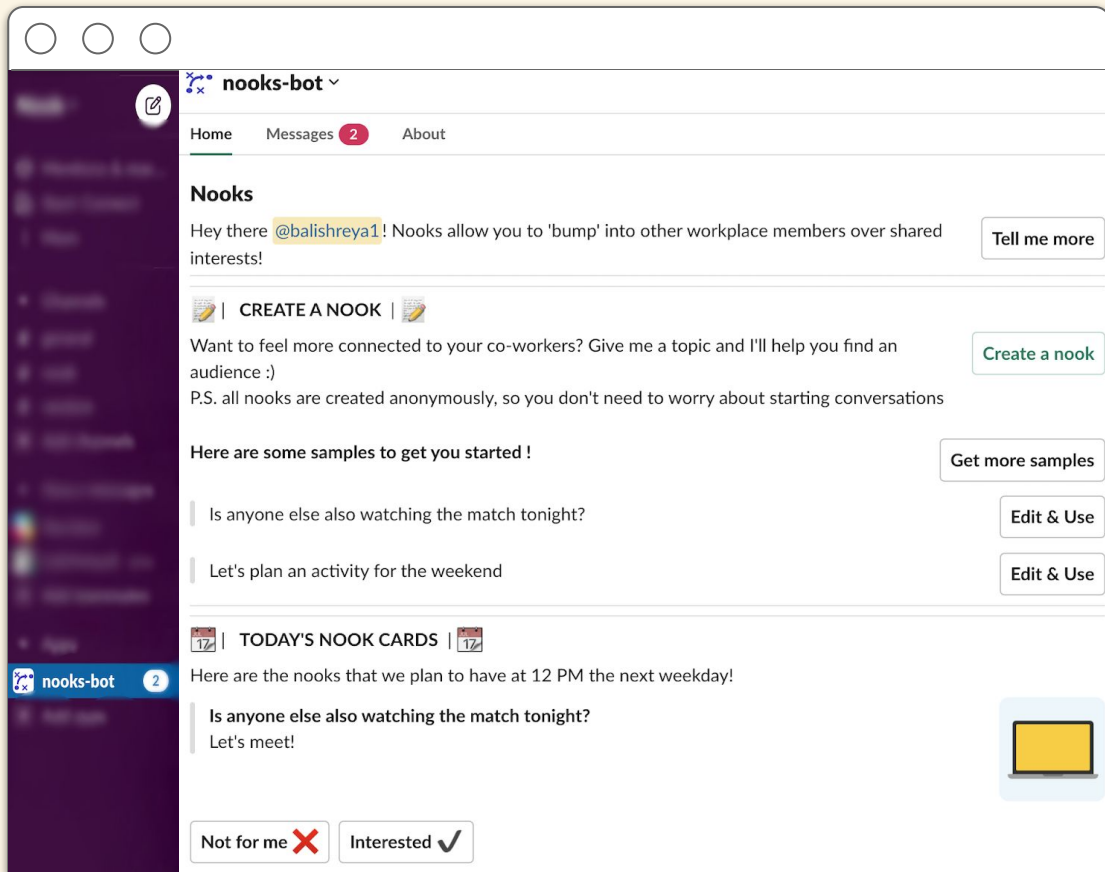 nooks-bot
Home Messages 2 About
Nooks
Hey there @balishreya1! Nooks allow you to 'bump' into other workplace members over shared
interests!
Tell me more
| CREATE A NOOK |
Want to feel more connected to your co-workers? Give me a topic and I'll help you find an
audience :)
P.S. all nooks are created anonymously, so you don't need to worry about starting conversations
Create a nook
Here are some samples to get you started !
Get more samples
Is anyone else also watching the match tonight?
Edit & Use
Let's plan an activity for the weekend
Edit & Use
17 | TODAY'S NOOK CARDS | 17
nooks-bot 2
Here are the nooks that we plan to have at 12 PM the next weekday!
Is anyone else also watching the match tonight?
Let's meet!
Not for me Interested